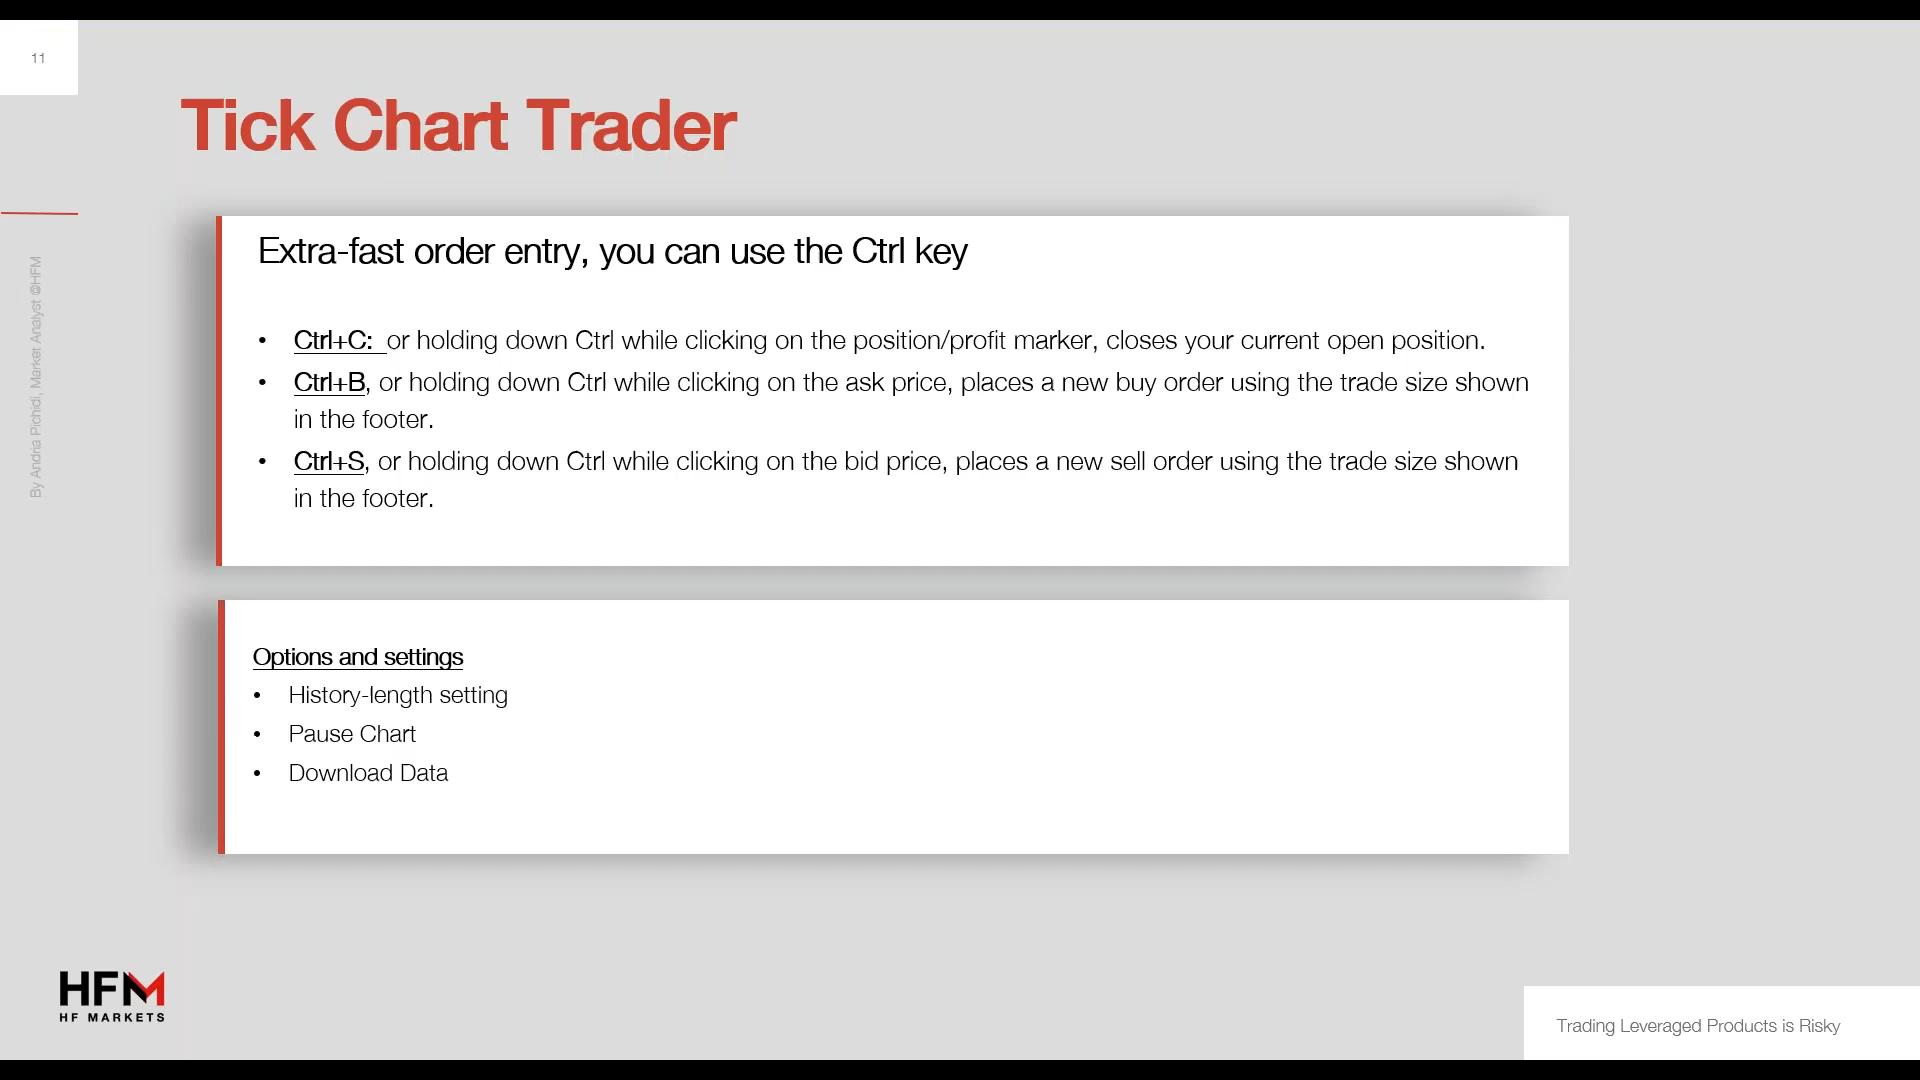 11
Tick Chart Trader
By Andria Pichidi, Market Analyst @HFM
Extra-fast order entry, you can use the Ctrl key
• Ctrl+C: or holding down Ctrl while clicking on the position/profit marker, closes your current open position.
• Ctrl+B, or holding down Ctrl while clicking on the ask price, places a new buy order using the trade size shown
in the footer.
• Ctrl+S, or holding down Ctrl while clicking on the bid price, places a new sell order using the trade size shown
in the footer.
Options and settings
• History-length setting
• Pause Chart
• Download Data
HFM
HF MARKETS
Trading Leveraged Products is Risky